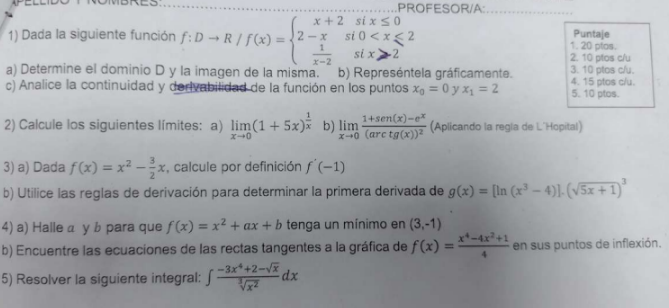 PROFESOR/A:
1) Dada la siguiente función f: D → R / f(x) = { x + 2 si x ≤ 0
2 − x si 0 < x ≤ 2
1/(x−2) si x > 2
a) Determine el dominio D y la imagen de la misma. b) Represéntela gráficamente.
c) Analice la continuidad y derivabilidad de la función en los puntos x₀ = 0 y x₁ = 2
Puntaje
1. 20 ptos.
2. 10 ptos c/u
3. 10 ptos c/u.
4. 15 ptos c/u.
5. 10 ptos.
2) Calcule los siguientes límites: a) lim x→0 (1 + 5x)^(1/x) b) lim x→0 (1+sen(x)−eˣ)/(arc tg(x))² (Aplicando la regla de L´Hopital)
3) a) Dada f(x) = x² − 3/2 x, calcule por definición f´(−1)
b) Utilice las reglas de derivación para determinar la primera derivada de g(x) = [ln (x³ − 4)]. (√(5x + 1))³
4) a) Halle a y b para que f(x) = x² + ax + b tenga un mínimo en (3,-1)
b) Encuentre las ecuaciones de las rectas tangentes a la gráfica de f(x) = (x⁴−4x²+1)/4 en sus puntos de inflexión.
5) Resolver la siguiente integral: ∫ (−3x⁴+2−√x)/∛(x²) dx